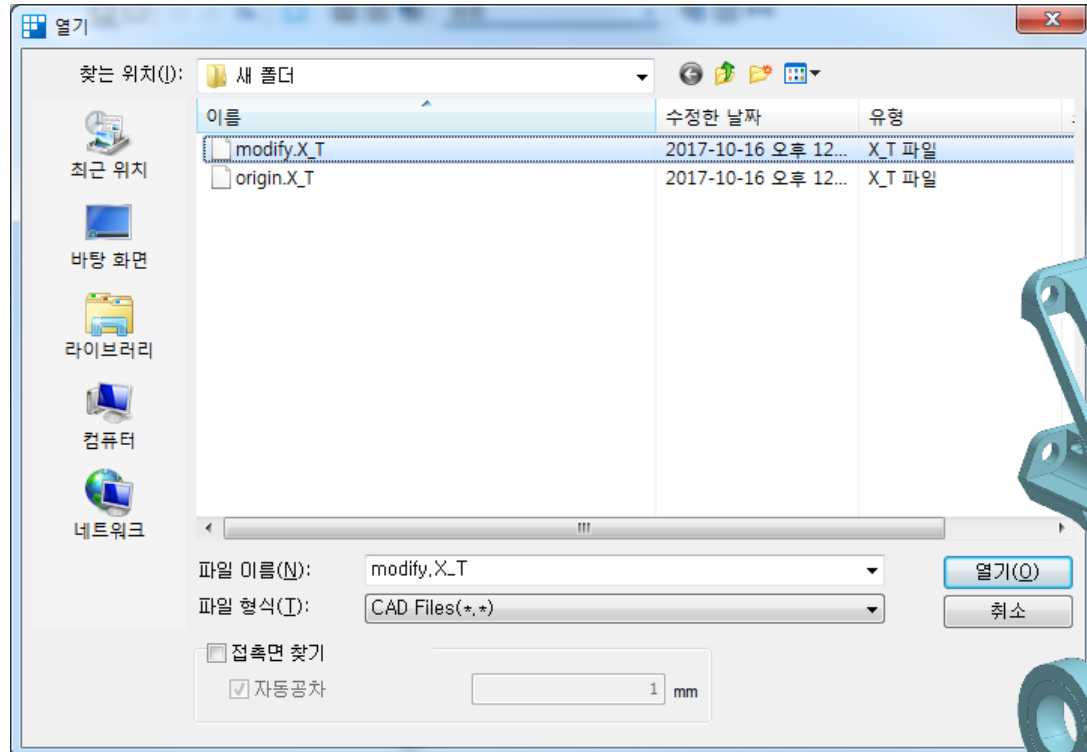 열기
찾는 위치(I): 새 폴더
이름 수정한 날짜 유형
modify.X_T 2017-10-16 오후 12... X_T 파일
origin.X_T 2017-10-16 오후 12... X_T 파일
최근 위치
바탕 화면
라이브러리
컴퓨터
네트워크
파일 이름(N): modify.X_T 열기(O)
파일 형식(T): CAD Files(*.*) 취소
접촉면 찾기
자동공차 1 mm